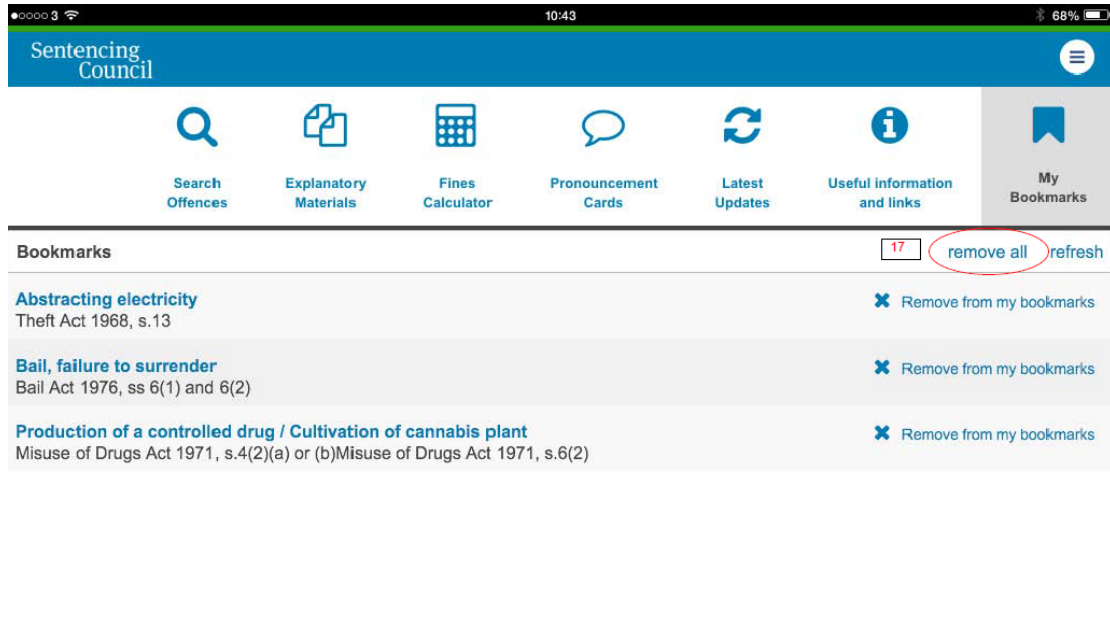 3 10:43 68%
Sentencing
Council
Search
Offences
Explanatory
Materials
Fines
Calculator
Pronouncement
Cards
Latest
Updates
Useful information
and links
My
Bookmarks
Bookmarks 17 remove all refresh
Abstracting electricity
Theft Act 1968, s.13
Remove from my bookmarks
Bail, failure to surrender
Bail Act 1976, ss 6(1) and 6(2)
Remove from my bookmarks
Production of a controlled drug / Cultivation of cannabis plant
Misuse of Drugs Act 1971, s.4(2)(a) or (b)Misuse of Drugs Act 1971, s.6(2)
Remove from my bookmarks